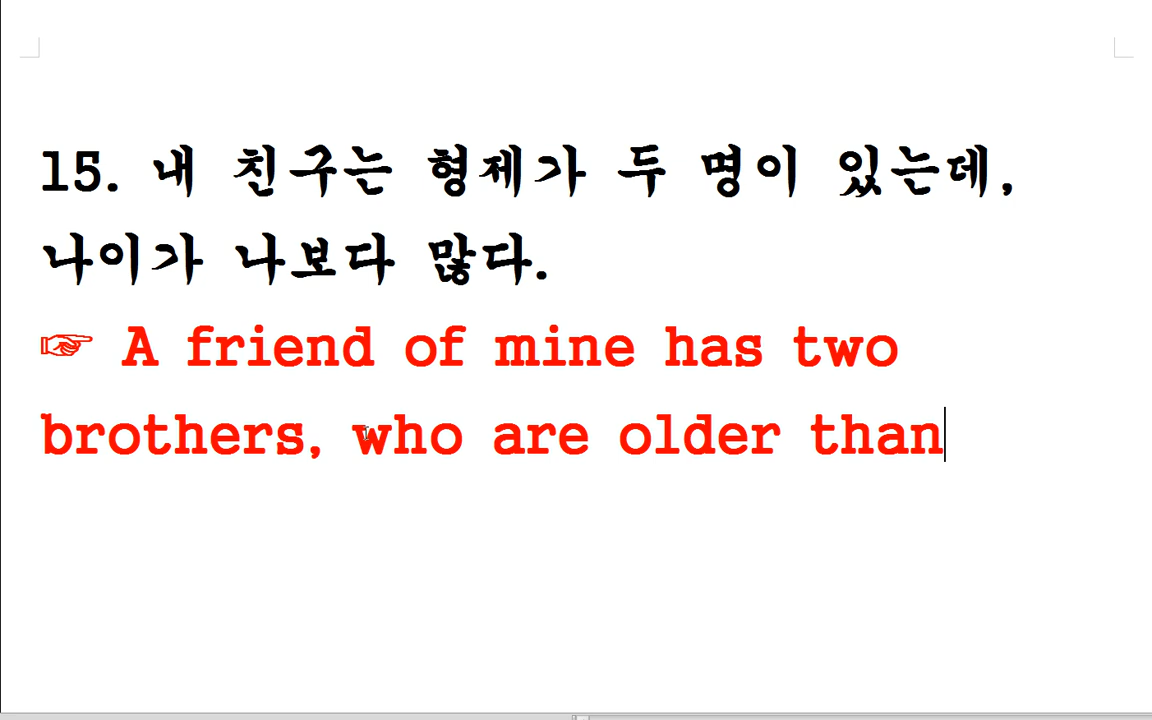 15. 내 친구는 형제가 두 명이 있는데,
나이가 나보다 많다.
☞ A friend of mine has two
brothers, who are older than